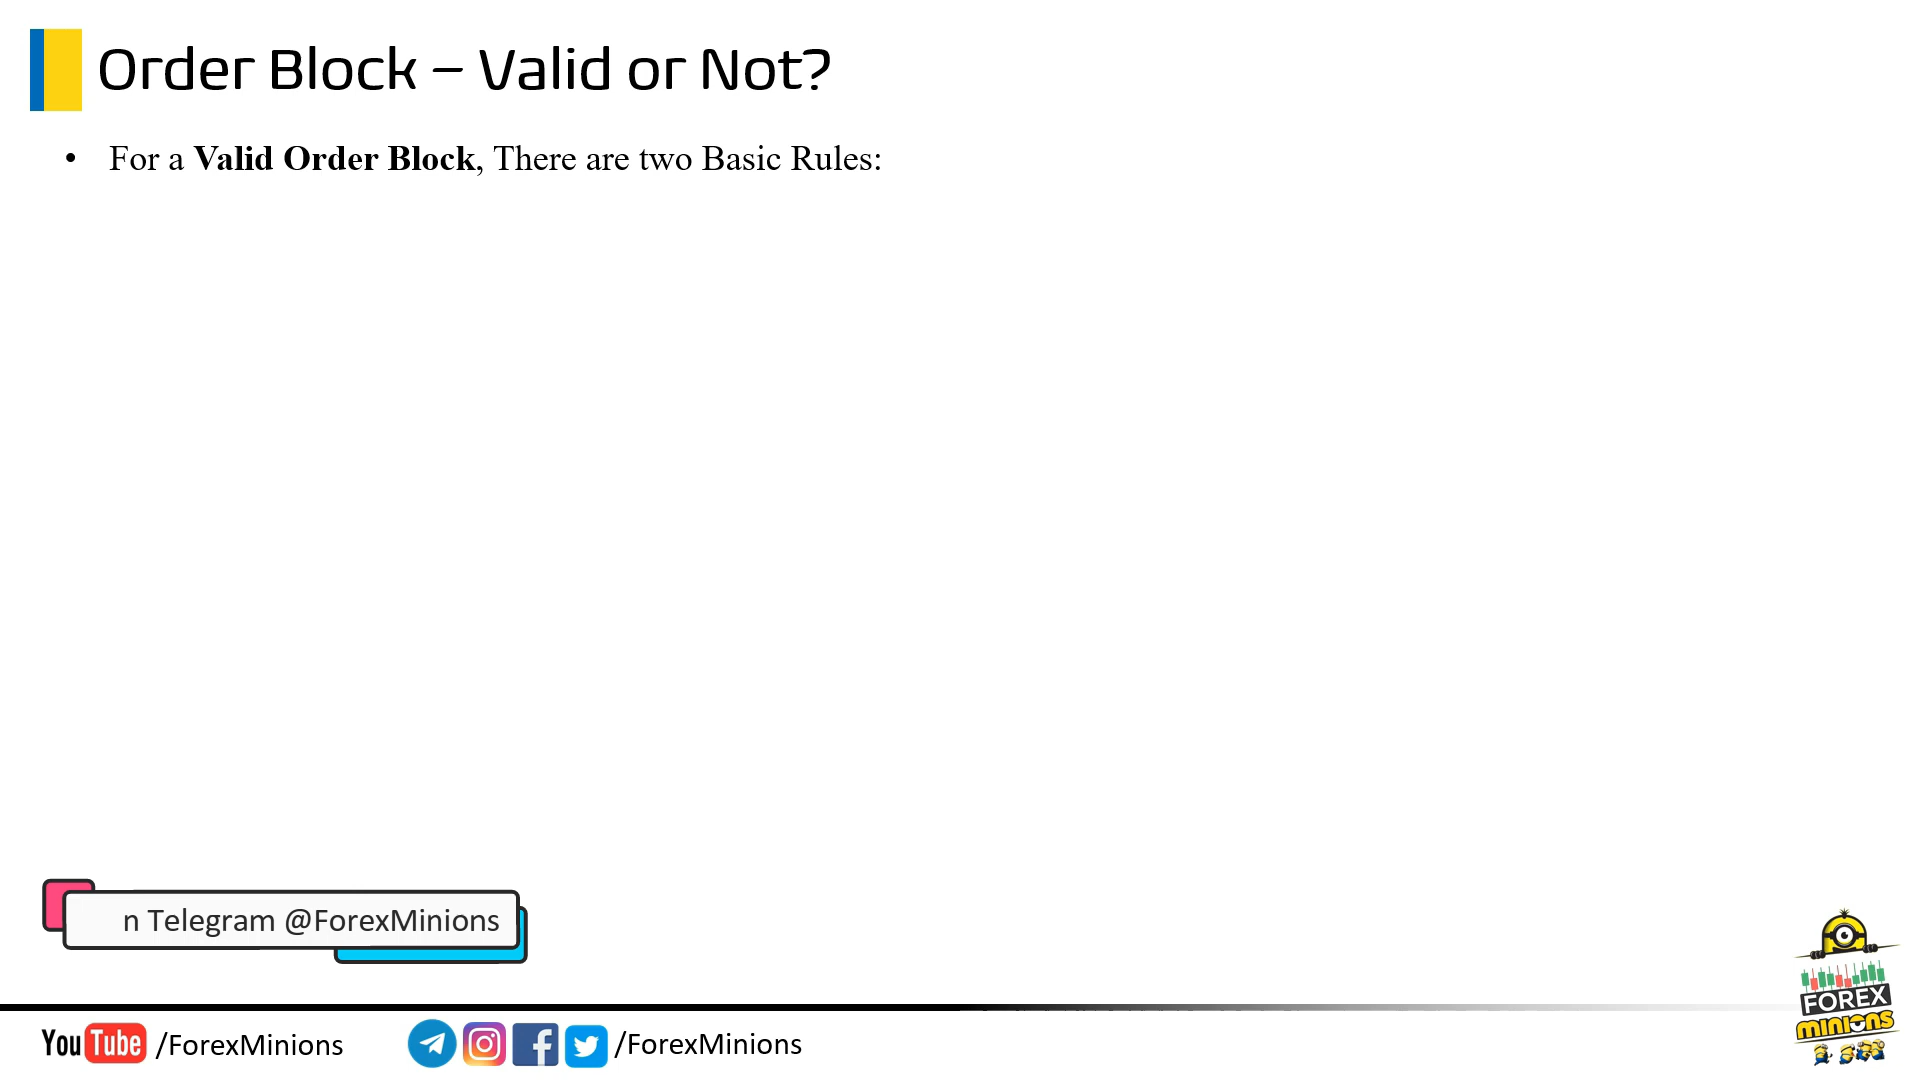 Order Block – Valid or Not?
• For a Valid Order Block, There are two Basic Rules:
n Telegram @ForexMinions
YouTube /ForexMinions
/ForexMinions
FOREX
minions